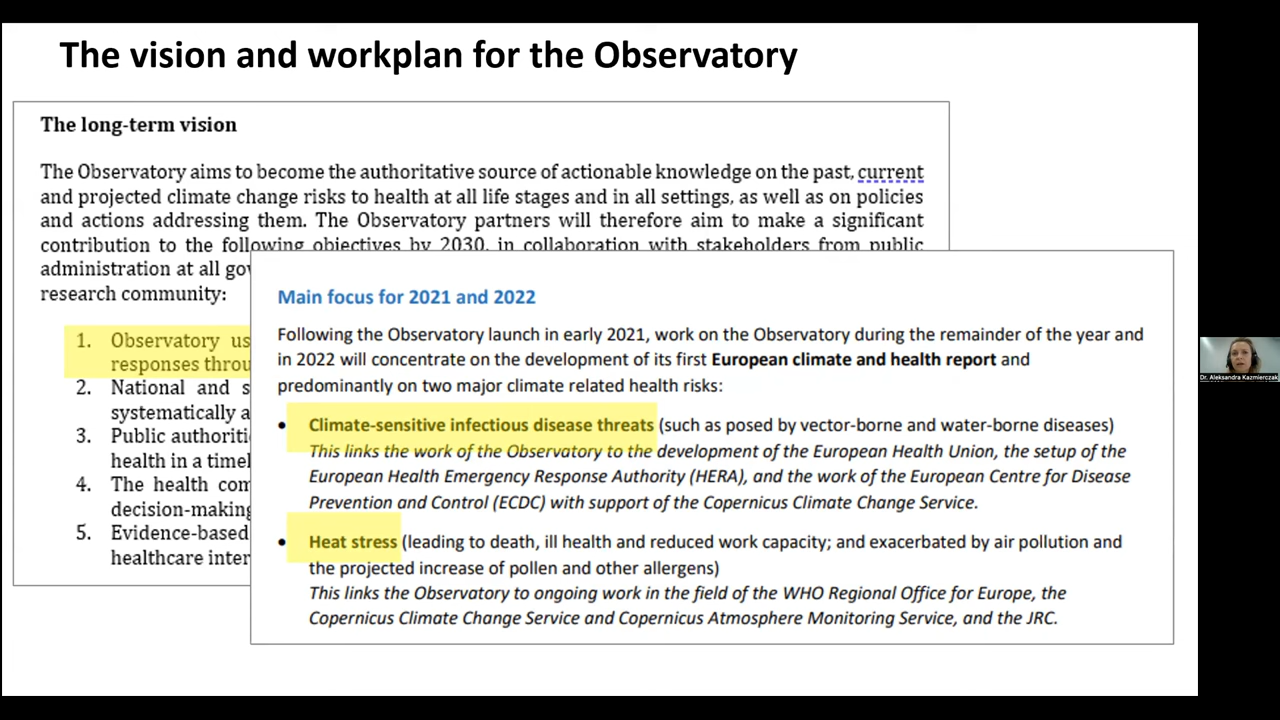 The vision and workplan for the Observatory
The long-term vision
The Observatory aims to become the authoritative source of actionable knowledge on the past, current
and projected climate change risks to health at all life stages and in all settings, as well as on policies
and actions addressing them. The Observatory partners will therefore aim to make a significant
contribution to the following objectives by 2030, in collaboration with stakeholders from public
administration at all gov
research community:
1. Observatory us
responses throu
2. National and s
systematically a
3. Public authoriti
health in a timel
4. The health com
decision-making
5. Evidence-based
healthcare inter
Main focus for 2021 and 2022
Following the Observatory launch in early 2021, work on the Observatory during the remainder of the year and
in 2022 will concentrate on the development of its first European climate and health report and
predominantly on two major climate related health risks:
• Climate-sensitive infectious disease threats (such as posed by vector-borne and water-borne diseases)
This links the work of the Observatory to the development of the European Health Union, the setup of the
European Health Emergency Response Authority (HERA), and the work of the European Centre for Disease
Prevention and Control (ECDC) with support of the Copernicus Climate Change Service.
• Heat stress (leading to death, ill health and reduced work capacity; and exacerbated by air pollution and
the projected increase of pollen and other allergens)
This links the Observatory to ongoing work in the field of the WHO Regional Office for Europe, the
Copernicus Climate Change Service and Copernicus Atmosphere Monitoring Service, and the JRC.
Dr. Aleksandra Kazmierczak